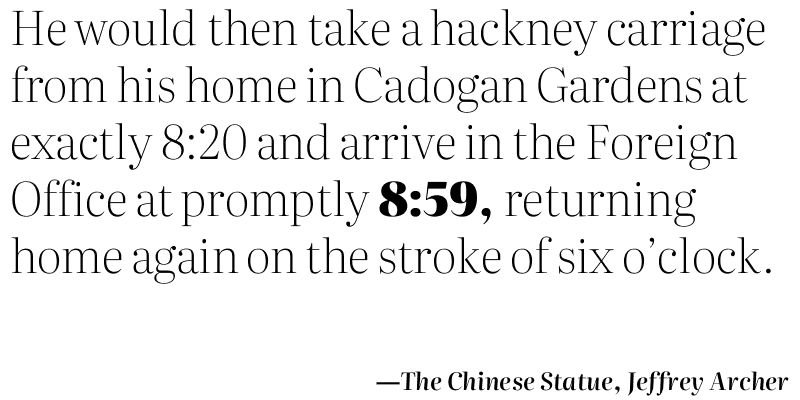 He would then take a hackney carriage
from his home in Cadogan Gardens at
exactly 8:20 and arrive in the Foreign
Office at promptly 8:59, returning
home again on the stroke of six o’clock.
—The Chinese Statue, Jeffrey Archer